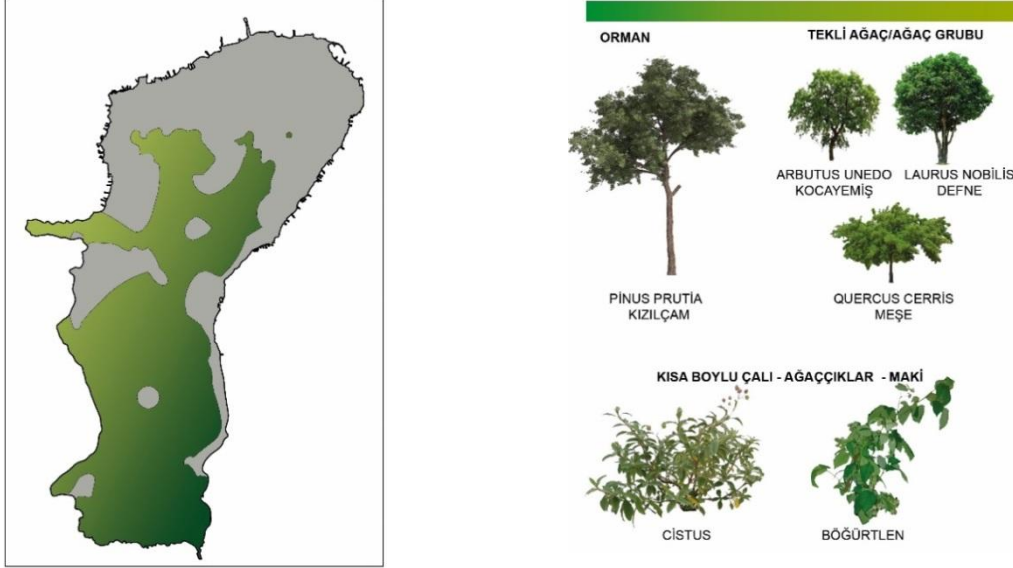 ORMAN
TEKLİ AĞAÇ/AĞAÇ GRUBU
ARBUTUS UNEDO
KOCAYEMİŞ
LAURUS NOBİLİS
DEFNE
PİNUS PRUTİA
KIZILÇAM
QUERCUS CERRİS
MEŞE
KISA BOYLU ÇALI - AĞAÇÇIKLAR - MAKİ
CİSTUS
BÖĞÜRTLEN